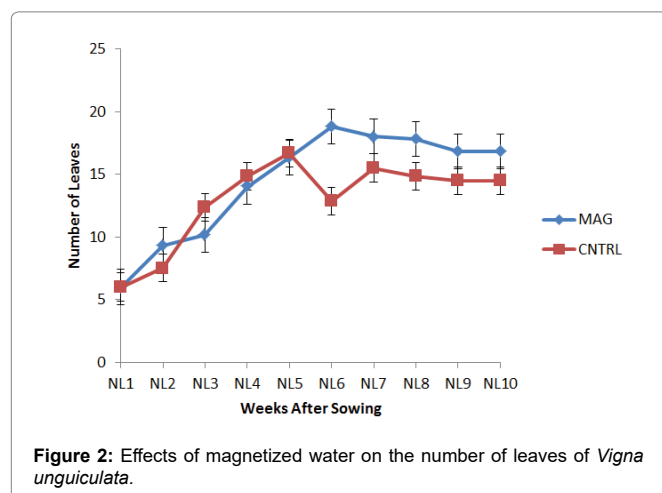 25
20
15
10
5
0
Number of Leaves
NL1 NL2 NL3 NL4 NL5 NL6 NL7 NL8 NL9 NL10
Weeks After Sowing
MAG
CNTRL
Figure 2: Effects of magnetized water on the number of leaves of Vigna
unguiculata.